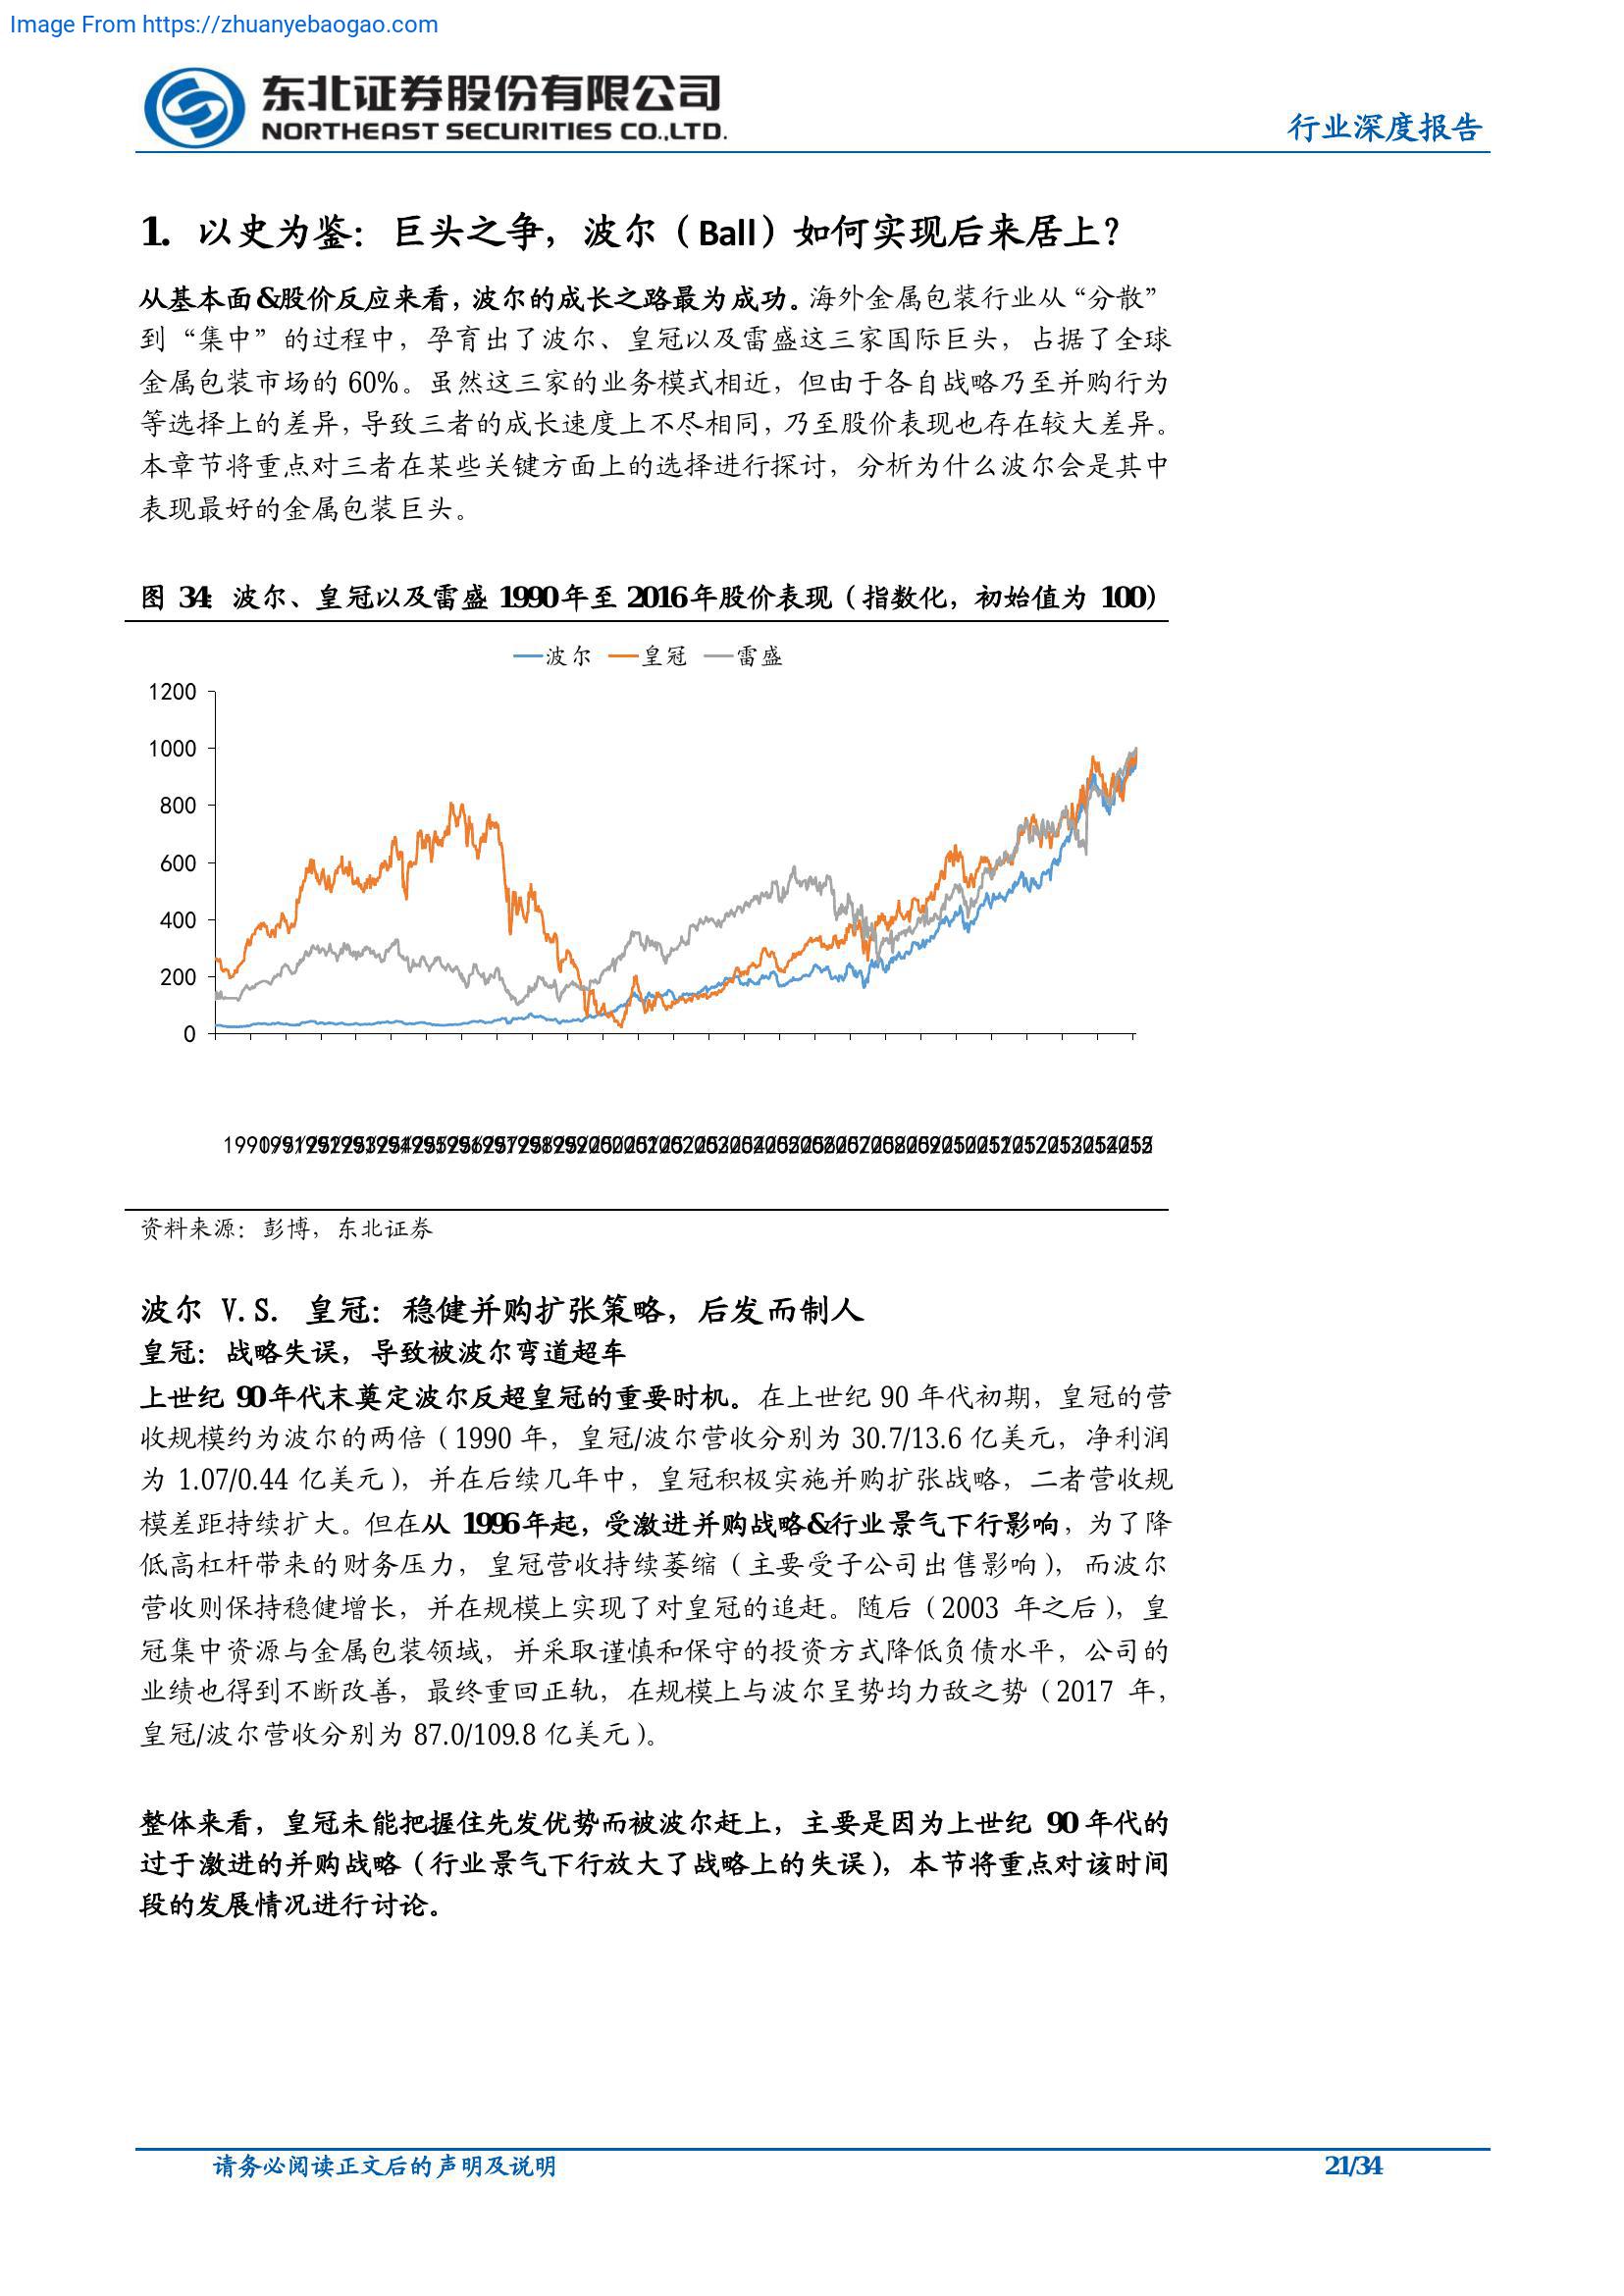 Image From https://zhuanyebaogao.com
东北证券股份有限公司
NORTHEAST SECURITIES CO.,LTD.
行业深度报告
1. 以史为鉴：巨头之争，波尔（Ball）如何实现后来居上？
从基本面&股价反应来看，波尔的成长之路最为成功。海外金属包装行业从“分散”
到“集中”的过程中，孕育出了波尔、皇冠以及雷盛这三家国际巨头，占据了全球
金属包装市场的 60%。虽然这三家的业务模式相近，但由于各自战略乃至并购行为
等选择上的差异，导致三者的成长速度上不尽相同，乃至股价表现也存在较大差异。
本章节将重点对三者在某些关键方面上的选择进行探讨，分析为什么波尔会是其中
表现最好的金属包装巨头。
图 34：波尔、皇冠以及雷盛 1990 年至 2016 年股价表现（指数化，初始值为 100）
波尔 皇冠 雷盛
1200
1000
800
600
400
200
0
资料来源：彭博，东北证券
波尔 V.S. 皇冠：稳健并购扩张策略，后发而制人
皇冠：战略失误，导致被波尔弯道超车
上世纪 90 年代末奠定波尔反超皇冠的重要时机。在上世纪 90 年代初期，皇冠的营
收规模约为波尔的两倍（1990 年，皇冠/波尔营收分别为 30.7/13.6 亿美元，净利润
为 1.07/0.44 亿美元），并在后续几年中，皇冠积极实施并购扩张战略，二者营收规
模差距持续扩大。但在从 1996 年起，受激进并购战略&行业景气下行影响，为了降
低高杠杆带来的财务压力，皇冠营收持续萎缩（主要受子公司出售影响），而波尔
营收则保持稳健增长，并在规模上实现了对皇冠的追赶。随后（2003 年之后），皇
冠集中资源与金属包装领域，并采取谨慎和保守的投资方式降低负债水平，公司的
业绩也得到不断改善，最终重回正轨，在规模上与波尔呈势均力敌之势（2017 年，
皇冠/波尔营收分别为 87.0/109.8 亿美元）。
整体来看，皇冠未能把握住先发优势而被波尔赶上，主要是因为上世纪 90 年代的
过于激进的并购战略（行业景气下行放大了战略上的失误），本节将重点对该时间
段的发展情况进行讨论。
请务必阅读正文后的声明及说明
21/34